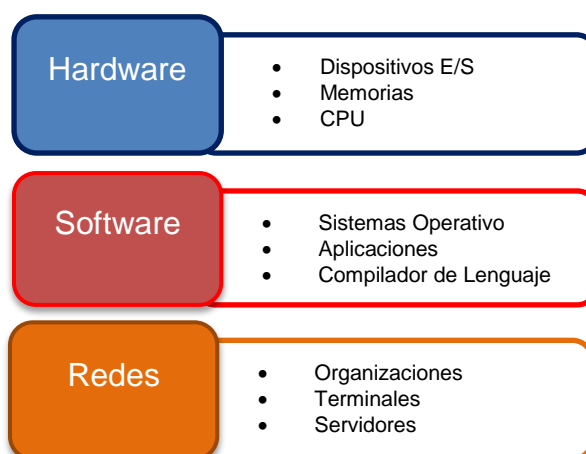 Hardware
• Dispositivos E/S
• Memorias
• CPU
Software
• Sistemas Operativo
• Aplicaciones
• Compilador de Lenguaje
Redes
• Organizaciones
• Terminales
• Servidores